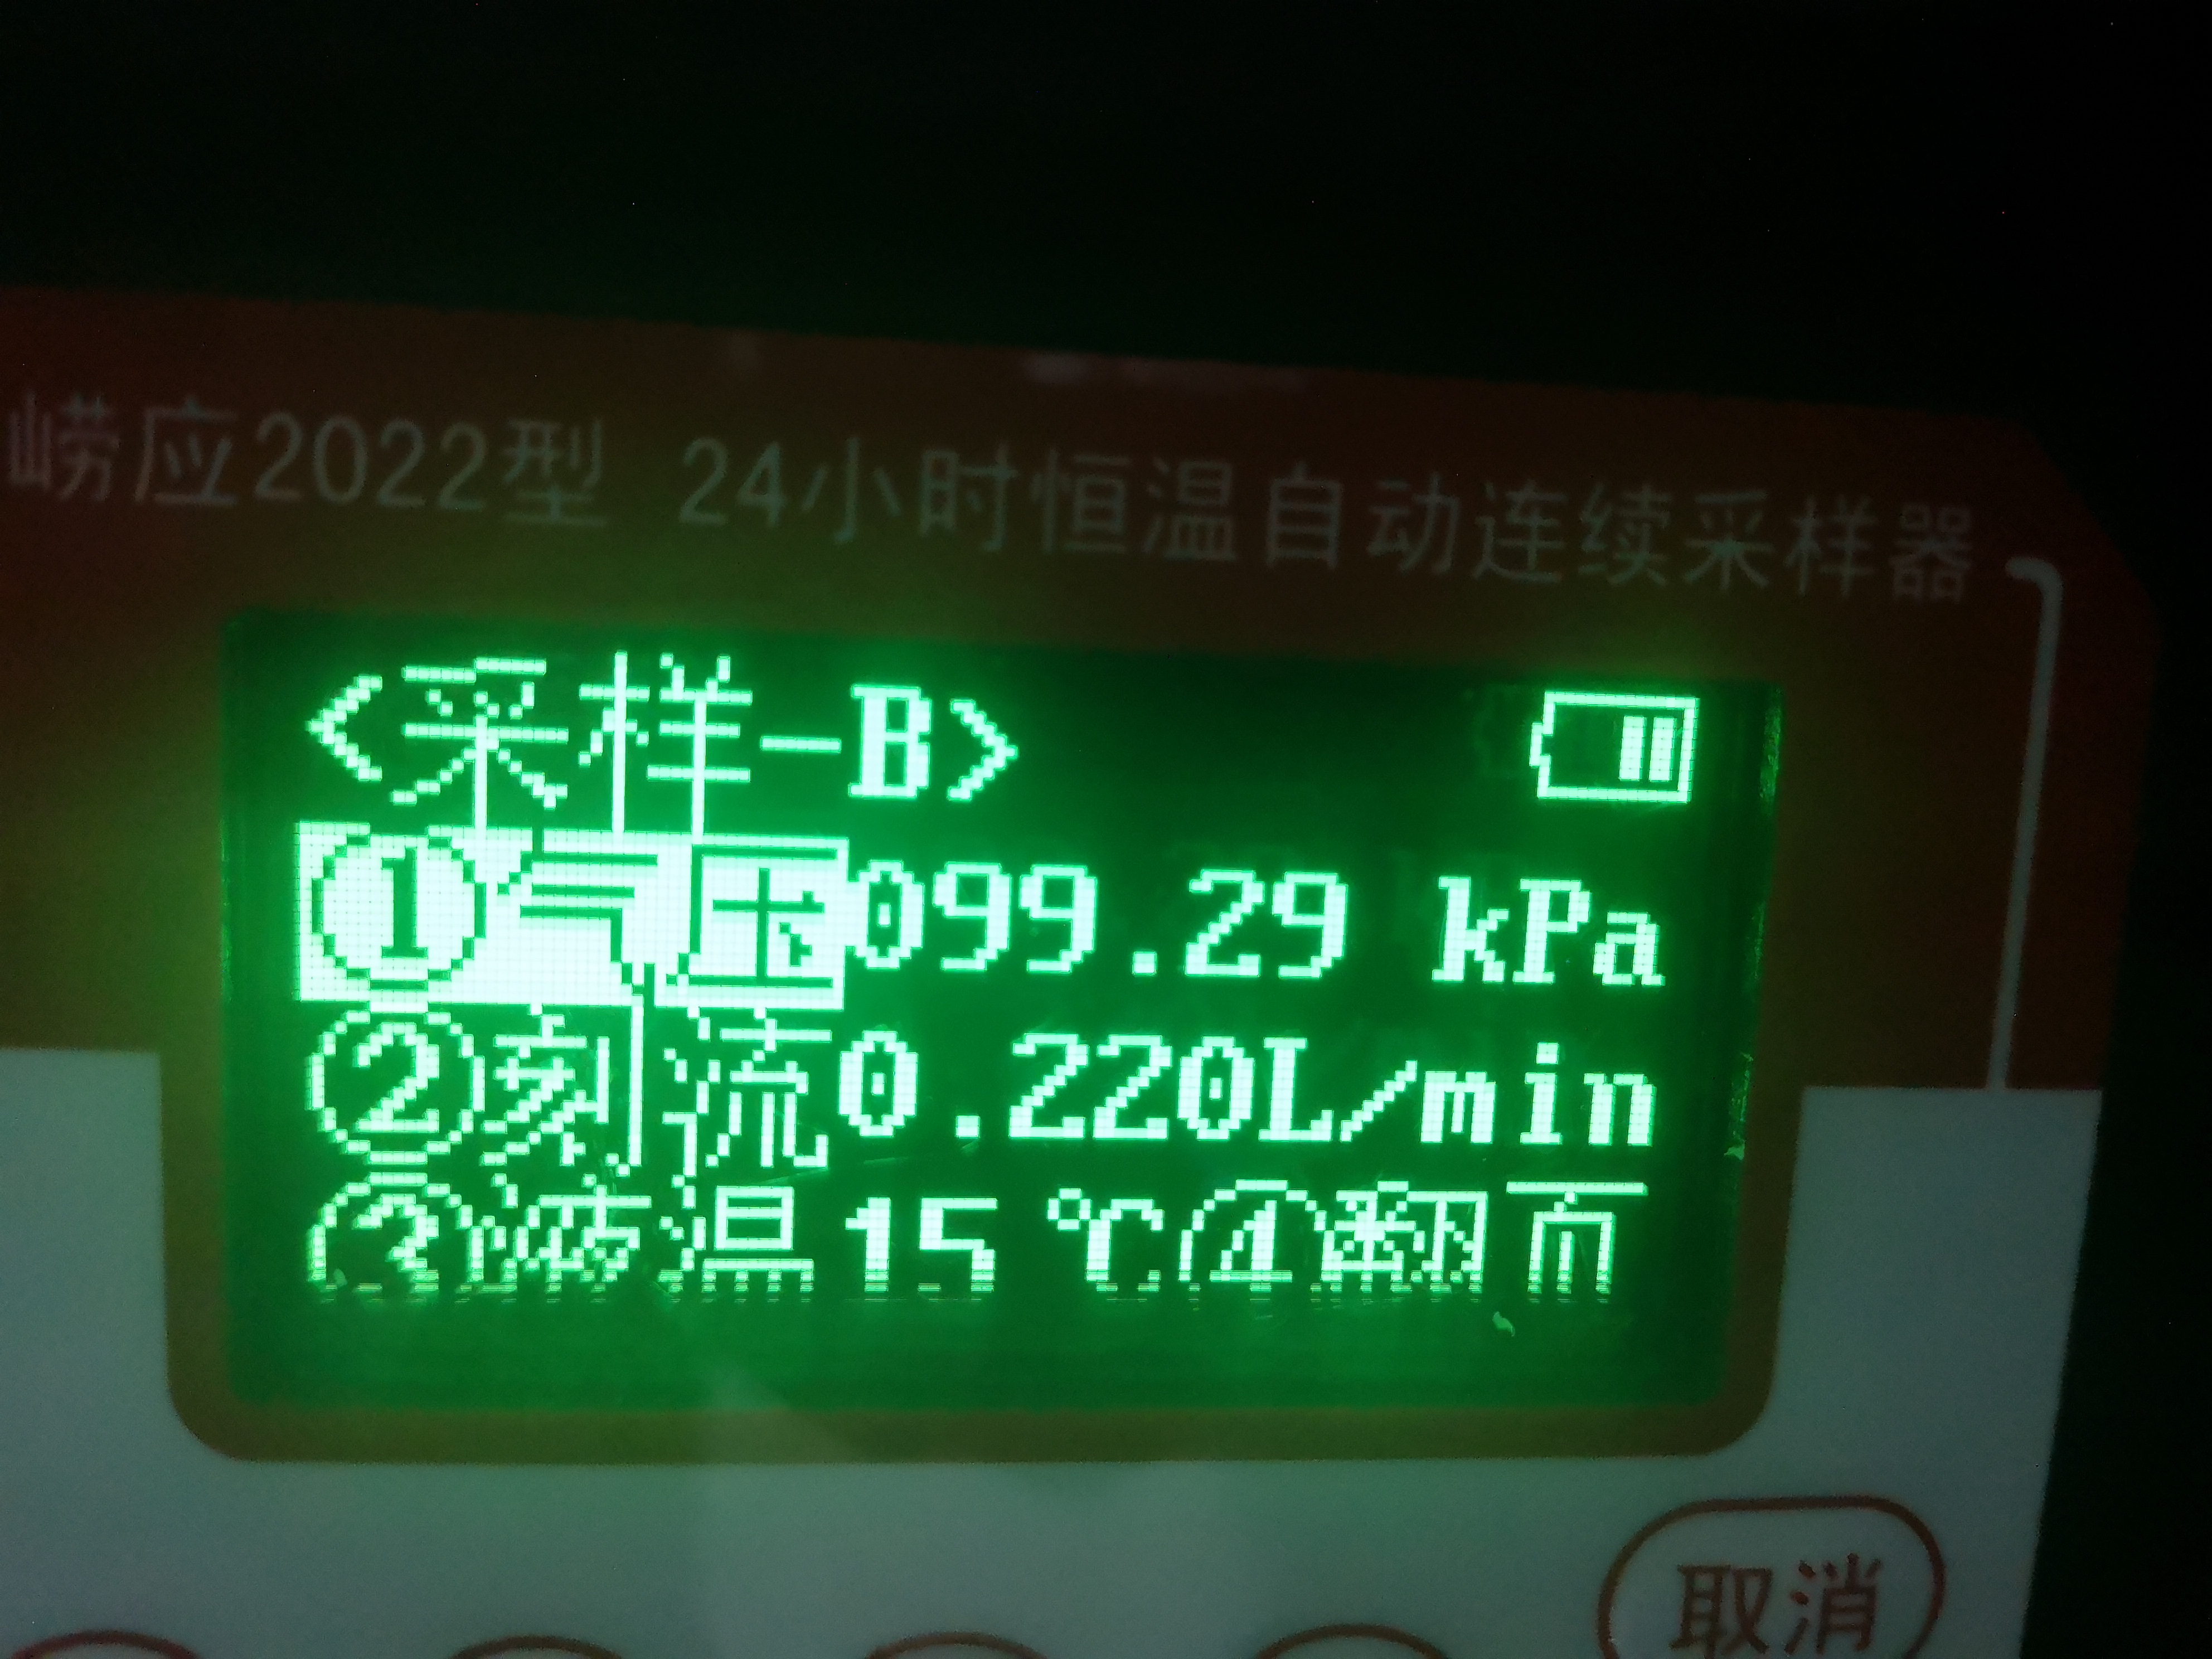 崂应2022型 24小时恒温自动连续采样器
<采样-B>
①气压099.29 kPa
②刻流0.220L/min
③液温15 ℃④翻页
取消